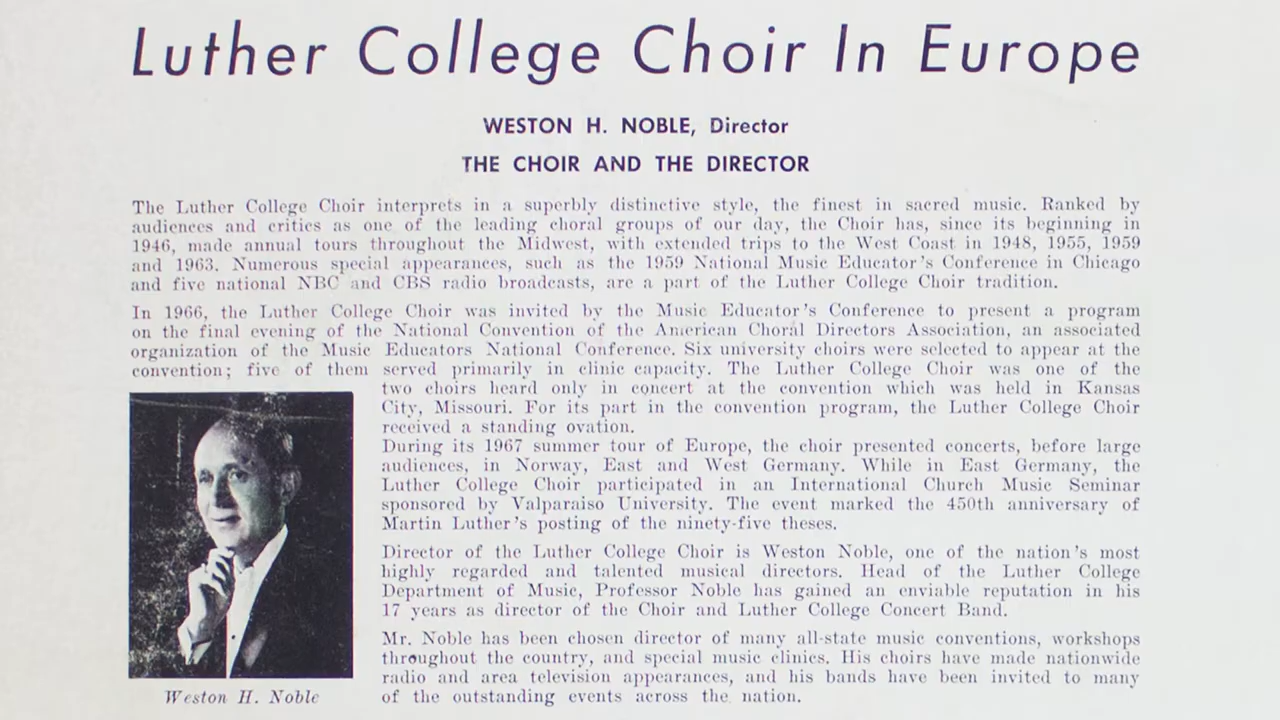 Luther College Choir In Europe
WESTON H. NOBLE, Director
THE CHOIR AND THE DIRECTOR
The Luther College Choir interprets in a superbly distinctive style, the finest in sacred music. Ranked by
audiences and critics as one of the leading choral groups of our day, the Choir has, since its beginning in
1946, made annual tours throughout the Midwest, with extended trips to the West Coast in 1948, 1955, 1959
and 1963. Numerous special appearances, such as the 1959 National Music Educator's Conference in Chicago
and five national NBC and CBS radio broadcasts, are a part of the Luther College Choir tradition.
In 1966, the Luther College Choir was invited by the Music Educator's Conference to present a program
on the final evening of the National Convention of the American Choral Directors Association, an associated
organization of the Music Educators National Conference. Six university choirs were selected to appear at the
convention; five of them served primarily in clinic capacity. The Luther College Choir was one of the
two choirs heard only in concert at the convention which was held in Kansas
City, Missouri. For its part in the convention program, the Luther College Choir
received a standing ovation.
During its 1967 summer tour of Europe, the choir presented concerts, before large
audiences, in Norway, East and West Germany. While in East Germany, the
Luther College Choir participated in an International Church Music Seminar
sponsored by Valparaiso University. The event marked the 450th anniversary of
Martin Luther's posting of the ninety-five theses.
Director of the Luther College Choir is Weston Noble, one of the nation's most
highly regarded and talented musical directors. Head of the Luther College
Department of Music, Professor Noble has gained an enviable reputation in his
17 years as director of the Choir and Luther College Concert Band.
Mr. Noble has been chosen director of many all-state music conventions, workshops
throughout the country, and special music clinics. His choirs have made nationwide
radio and area television appearances, and his bands have been invited to many
of the outstanding events across the nation.
Weston H. Noble